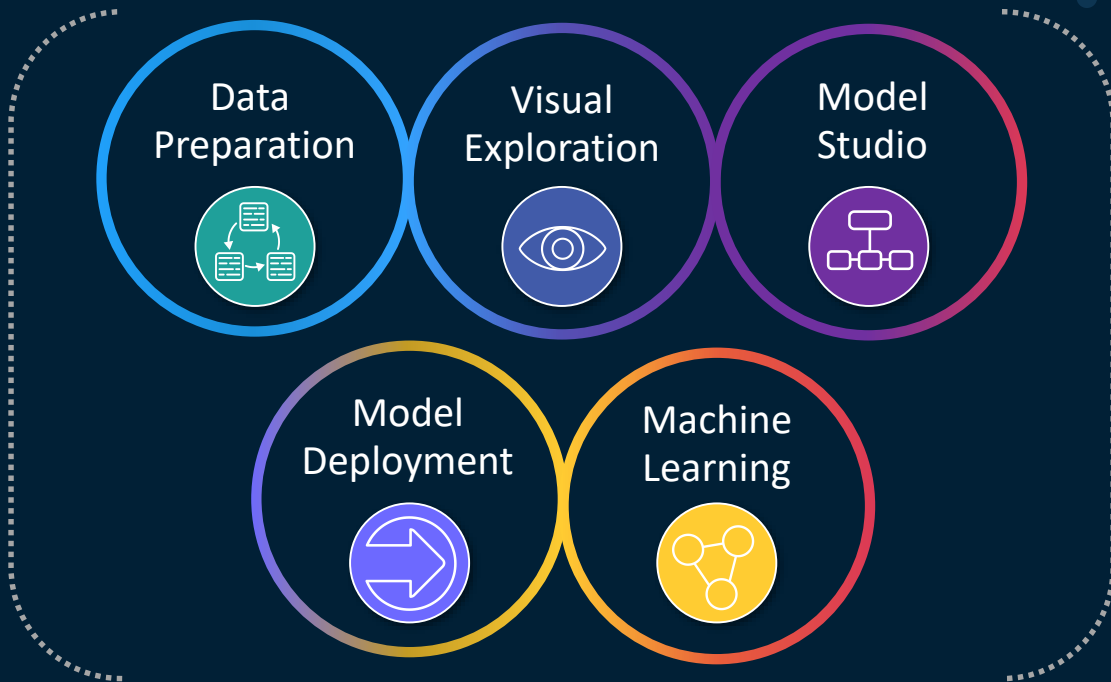 Data
Preparation
Visual
Exploration
Model
Studio
Model
Deployment
Machine
Learning